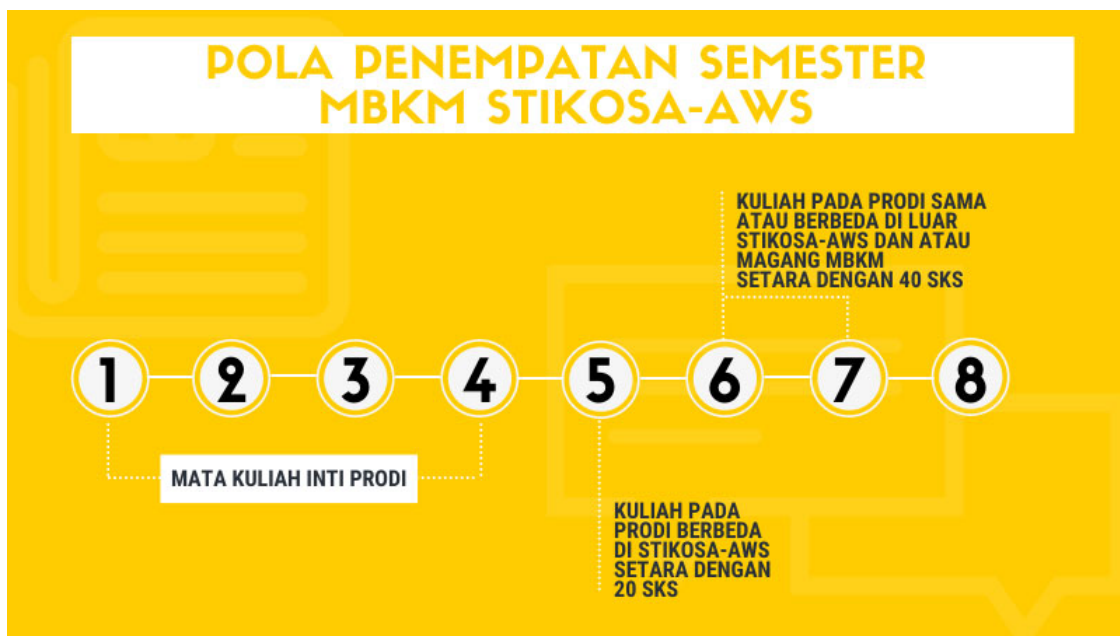 POLA PENEMPATAN SEMESTER
MBKM STIKOSA-AWS
KULIAH PADA PRODI SAMA
ATAU BERBEDA DI LUAR
STIKOSA-AWS DAN ATAU
MAGANG MBKM
SETARA DENGAN 40 SKS
1 2 3 4 5 6 7 8
MATA KULIAH INTI PRODI
KULIAH PADA
PRODI BERBEDA
DI STIKOSA-AWS
SETARA DENGAN
20 SKS